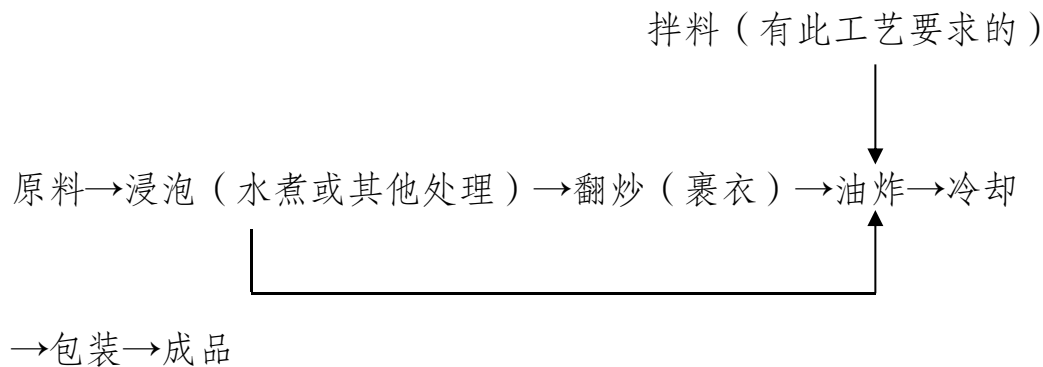 拌料（有此工艺要求的）
原料→浸泡（水煮或其他处理）→翻炒（裹衣）→油炸→冷却
→包装→成品